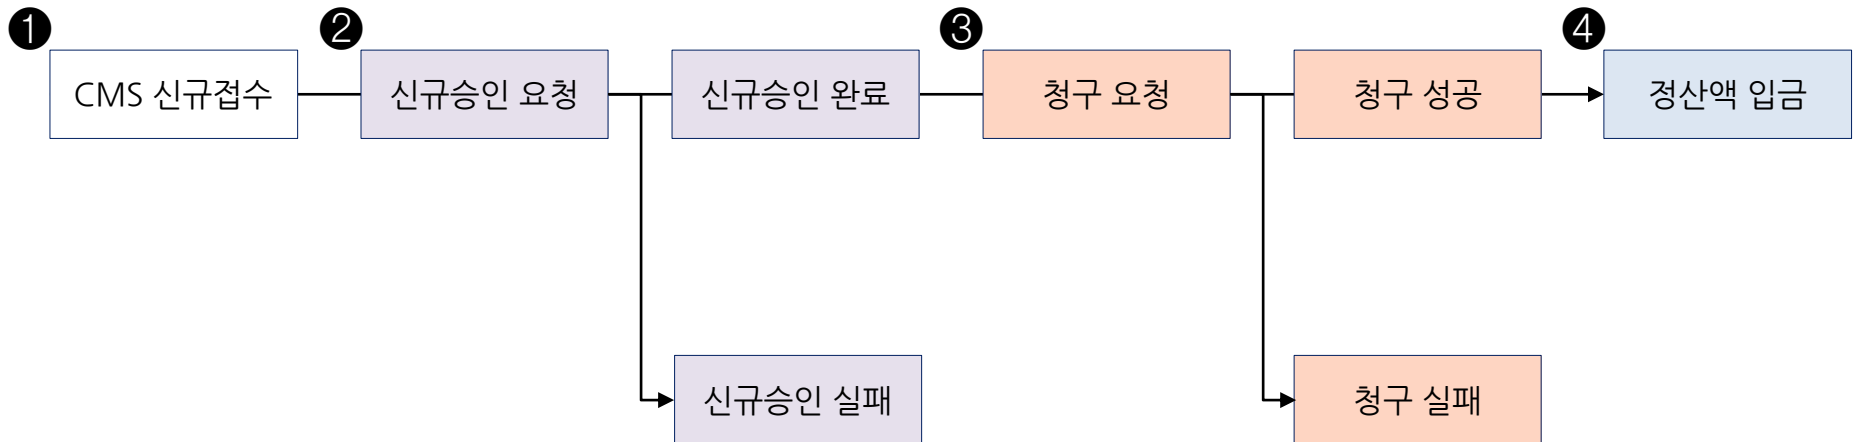 ❶
CMS 신규접수
❷
신규승인 요청
신규승인 완료
❸
청구 요청
청구 성공
❹
정산액 입금
신규승인 실패
청구 실패